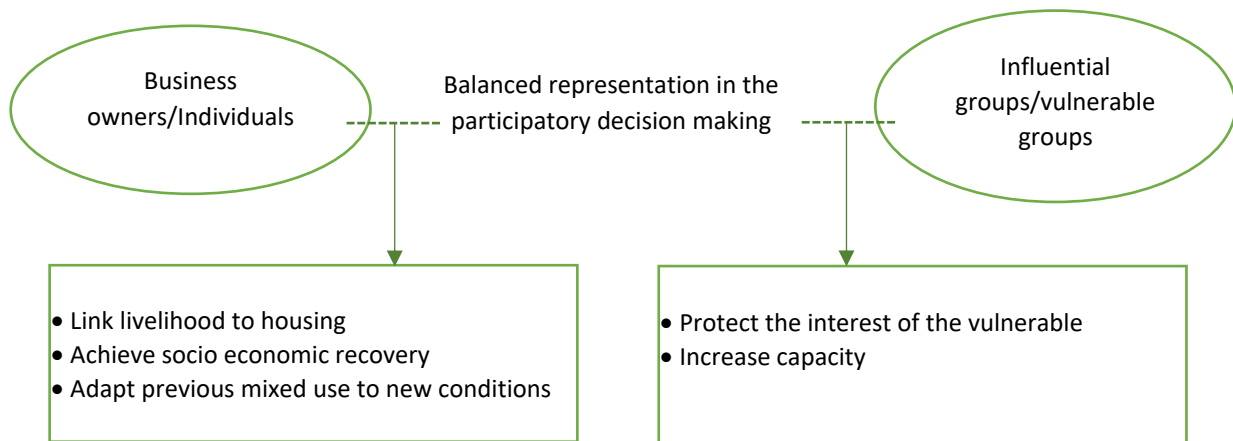 Business
owners/Individuals
Balanced representation in the
participatory decision making
Influential
groups/vulnerable
groups
• Link livelihood to housing
• Achieve socio economic recovery
• Adapt previous mixed use to new conditions
• Protect the interest of the vulnerable
• Increase capacity